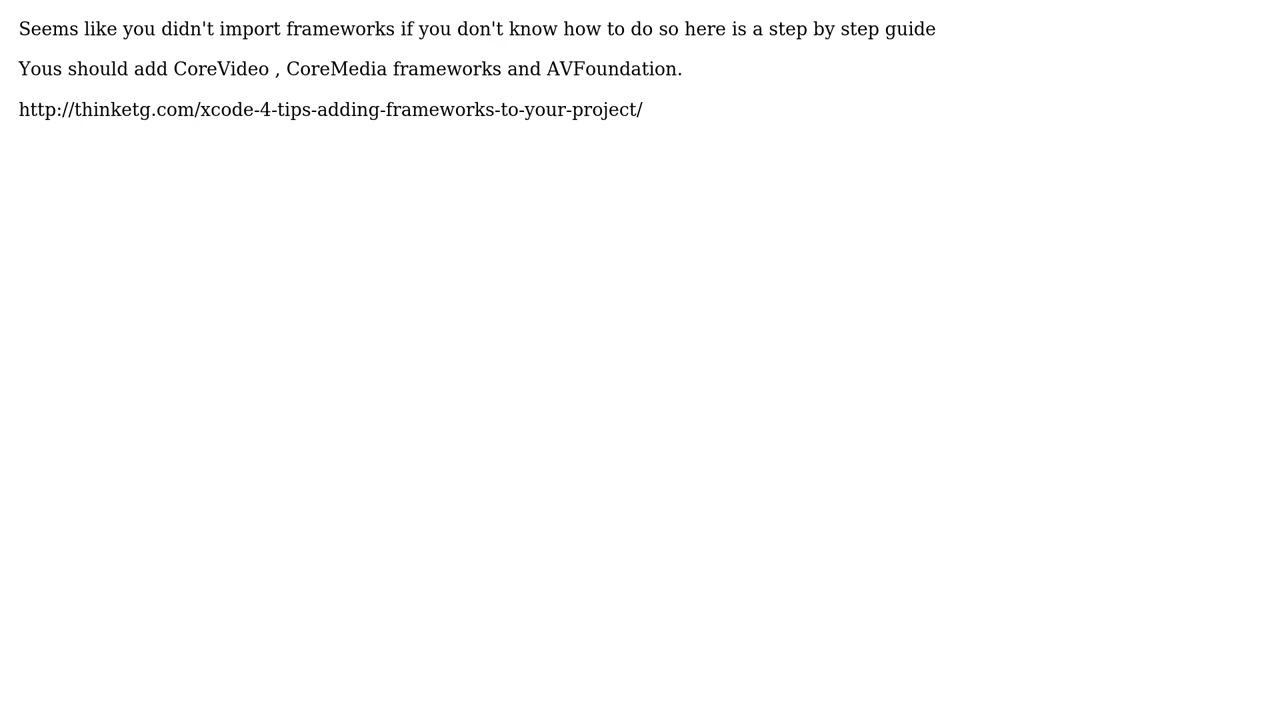 Seems like you didn't import frameworks if you don't know how to do so here is a step by step guide
Yous should add CoreVideo , CoreMedia frameworks and AVFoundation.
http://thinketg.com/xcode-4-tips-adding-frameworks-to-your-project/